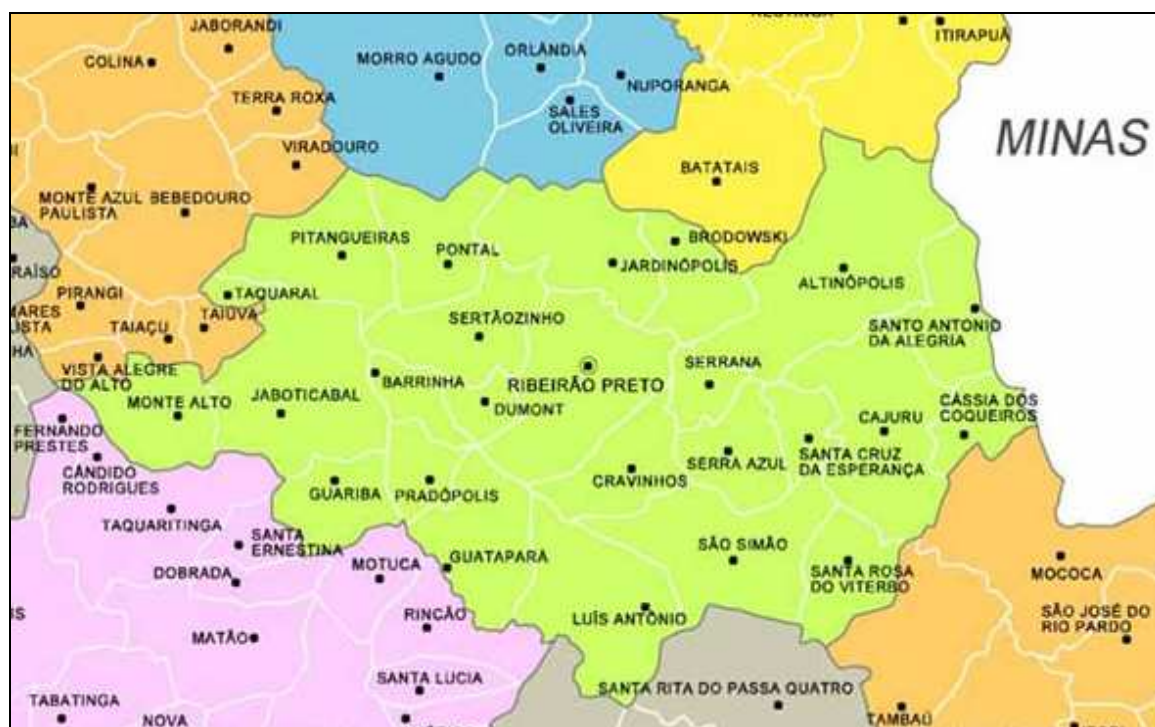 JABORANDI
ITIRAPUÃ
COLINA
MORRO AGUDO
ORLÂNDIA
NUPORANGA
TERRA ROXA
SALES
OLIVEIRA
MINAS
VIRADOURO
BATATAIS
MONTE AZUL
PAULISTA
BEBEDOURO
PITANGUEIRAS
PONTAL
BRODOWSKI
JARDINÓPOLIS
ALTINÓPOLIS
PIRANGI
TAQUARAL
TAIAÇU
TAIÚVA
SERTÃOZINHO
SANTO ANTONIO
DA ALEGRIA
VISTA ALEGRE
DO ALTO
BARRINHA
RIBEIRÃO PRETO
SERRANA
MONTE ALTO
JABOTICABAL
DUMONT
CAJURU
CÁSSIA DOS
COQUEIROS
FERNANDO
PRESTES
CÂNDIDO
RODRIGUES
SERRA AZUL
SANTA CRUZ
DA ESPERANÇA
GUARIBA
PRADÓPOLIS
CRAVINHOS
TAQUARITINGA
SANTA
ERNESTINA
MOTUCA
GUATAPARÁ
SÃO SIMÃO
SANTA ROSA
DO VITERBO
MOCOCA
DOBRADA
RINCÃO
LUÍS ANTÔNIO
SÃO JOSÉ DO
RIO PARDO
MATÃO
SANTA LUCIA
SANTA RITA DO PASSA QUATRO
TABATINGA
NOVA
TAMBAÚ